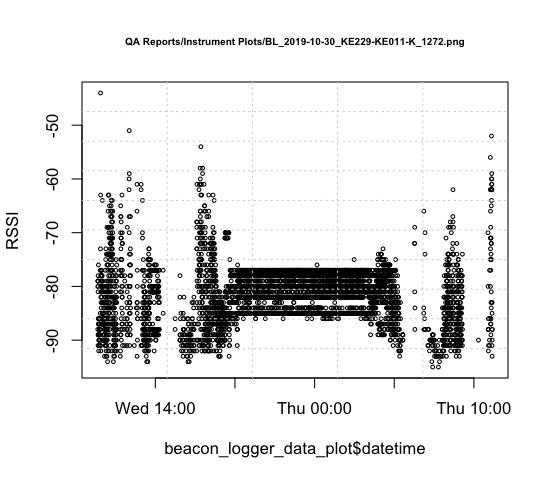 QA Reports/Instrument Plots/BL_2019-10-30_KE229-KE011-K_1272.png
RSSI
-50
-60
-70
-80
-90
Wed 14:00 Thu 00:00 Thu 10:00
beacon_logger_data_plot$datetime